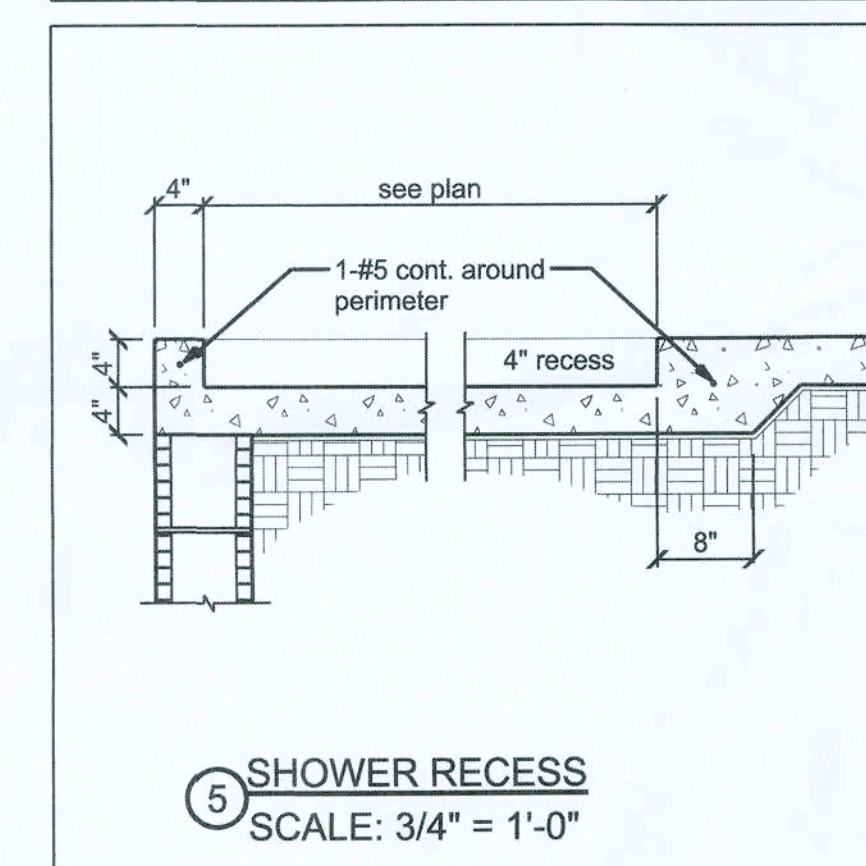 4"
see plan
1-#5 cont. around
perimeter
4"
4" recess
4"
8"
5
SHOWER RECESS
SCALE: 3/4" = 1'-0"